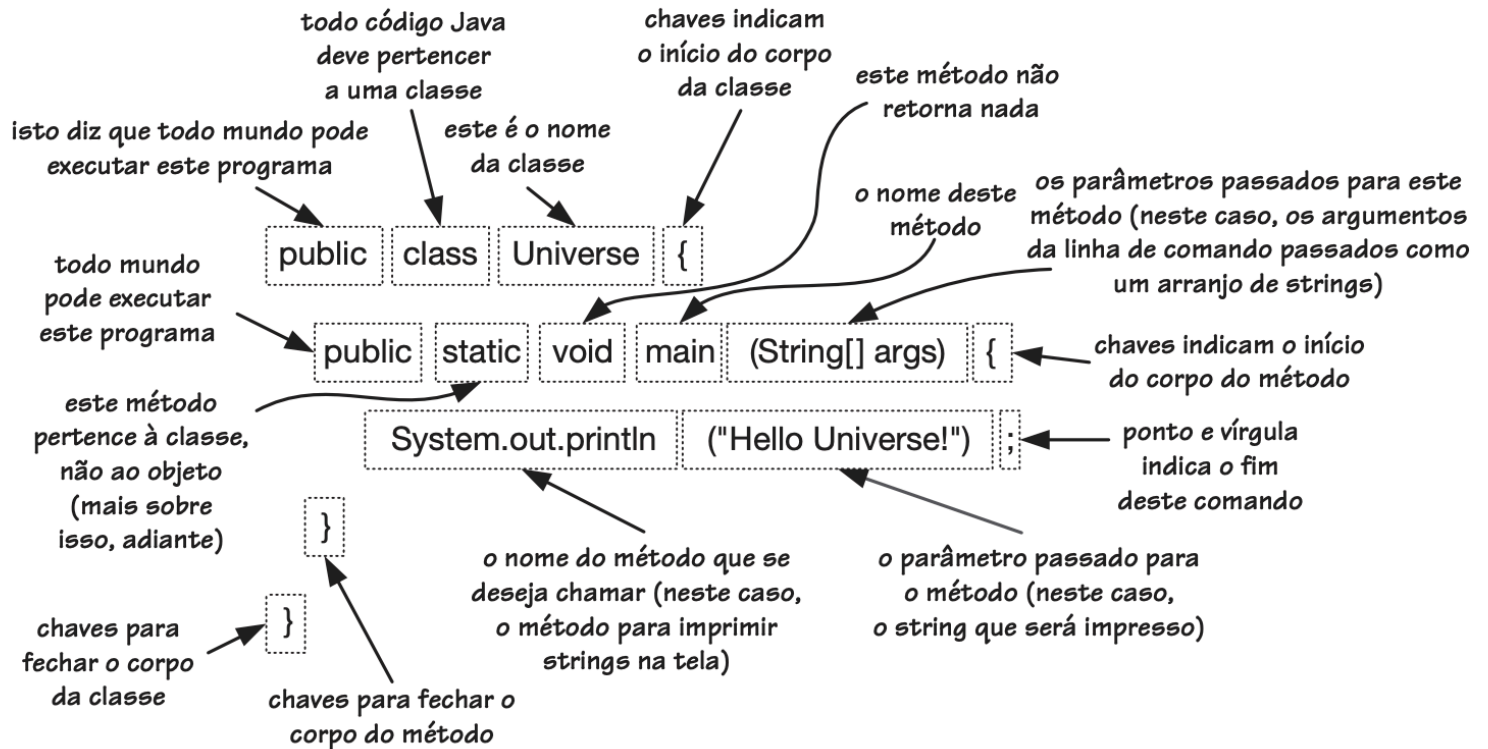 todo código Java
deve pertencer
a uma classe
chaves indicam
o início do corpo
da classe
este método não
retorna nada
isto diz que todo mundo pode
executar este programa
este é o nome
da classe
o nome deste
método
os parâmetros passados para este
método (neste caso, os argumentos
da linha de comando passados como
um arranjo de strings)
public class Universe {
todo mundo
pode executar
este programa
public static void main (String[] args) {
chaves indicam o início
do corpo do método
este método
pertence à classe,
não ao objeto
(mais sobre
isso, adiante)
System.out.println ("Hello Universe!") ;
ponto e vírgula
indica o fim
deste comando
}
o nome do método que se
deseja chamar (neste caso,
o método para imprimir
strings na tela)
o parâmetro passado para
o método (neste caso,
o string que será impresso)
}
chaves para
fechar o corpo
da classe
chaves para fechar o
corpo do método